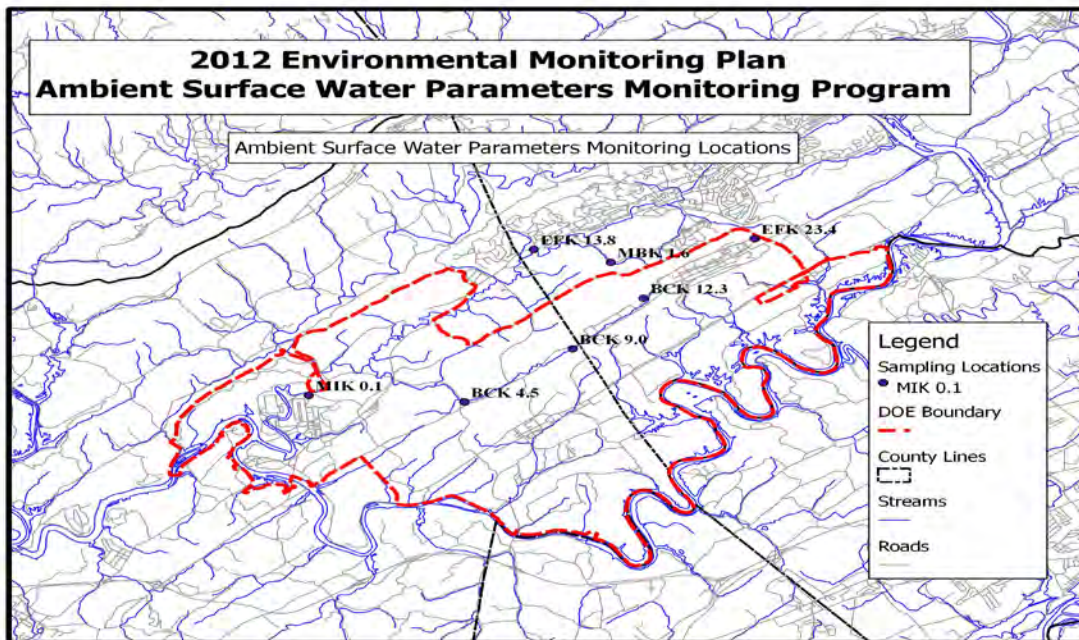 2012 Environmental Monitoring Plan
Ambient Surface Water Parameters Monitoring Program
Ambient Surface Water Parameters Monitoring Locations
EFK 23.4
EFK 13.8
MBK 1.6
BCK 12.3
BCK 9.0
MIK 0.1
BCK 4.5
Legend
Sampling Locations
MIK 0.1
DOE Boundary
County Lines
Streams
Roads